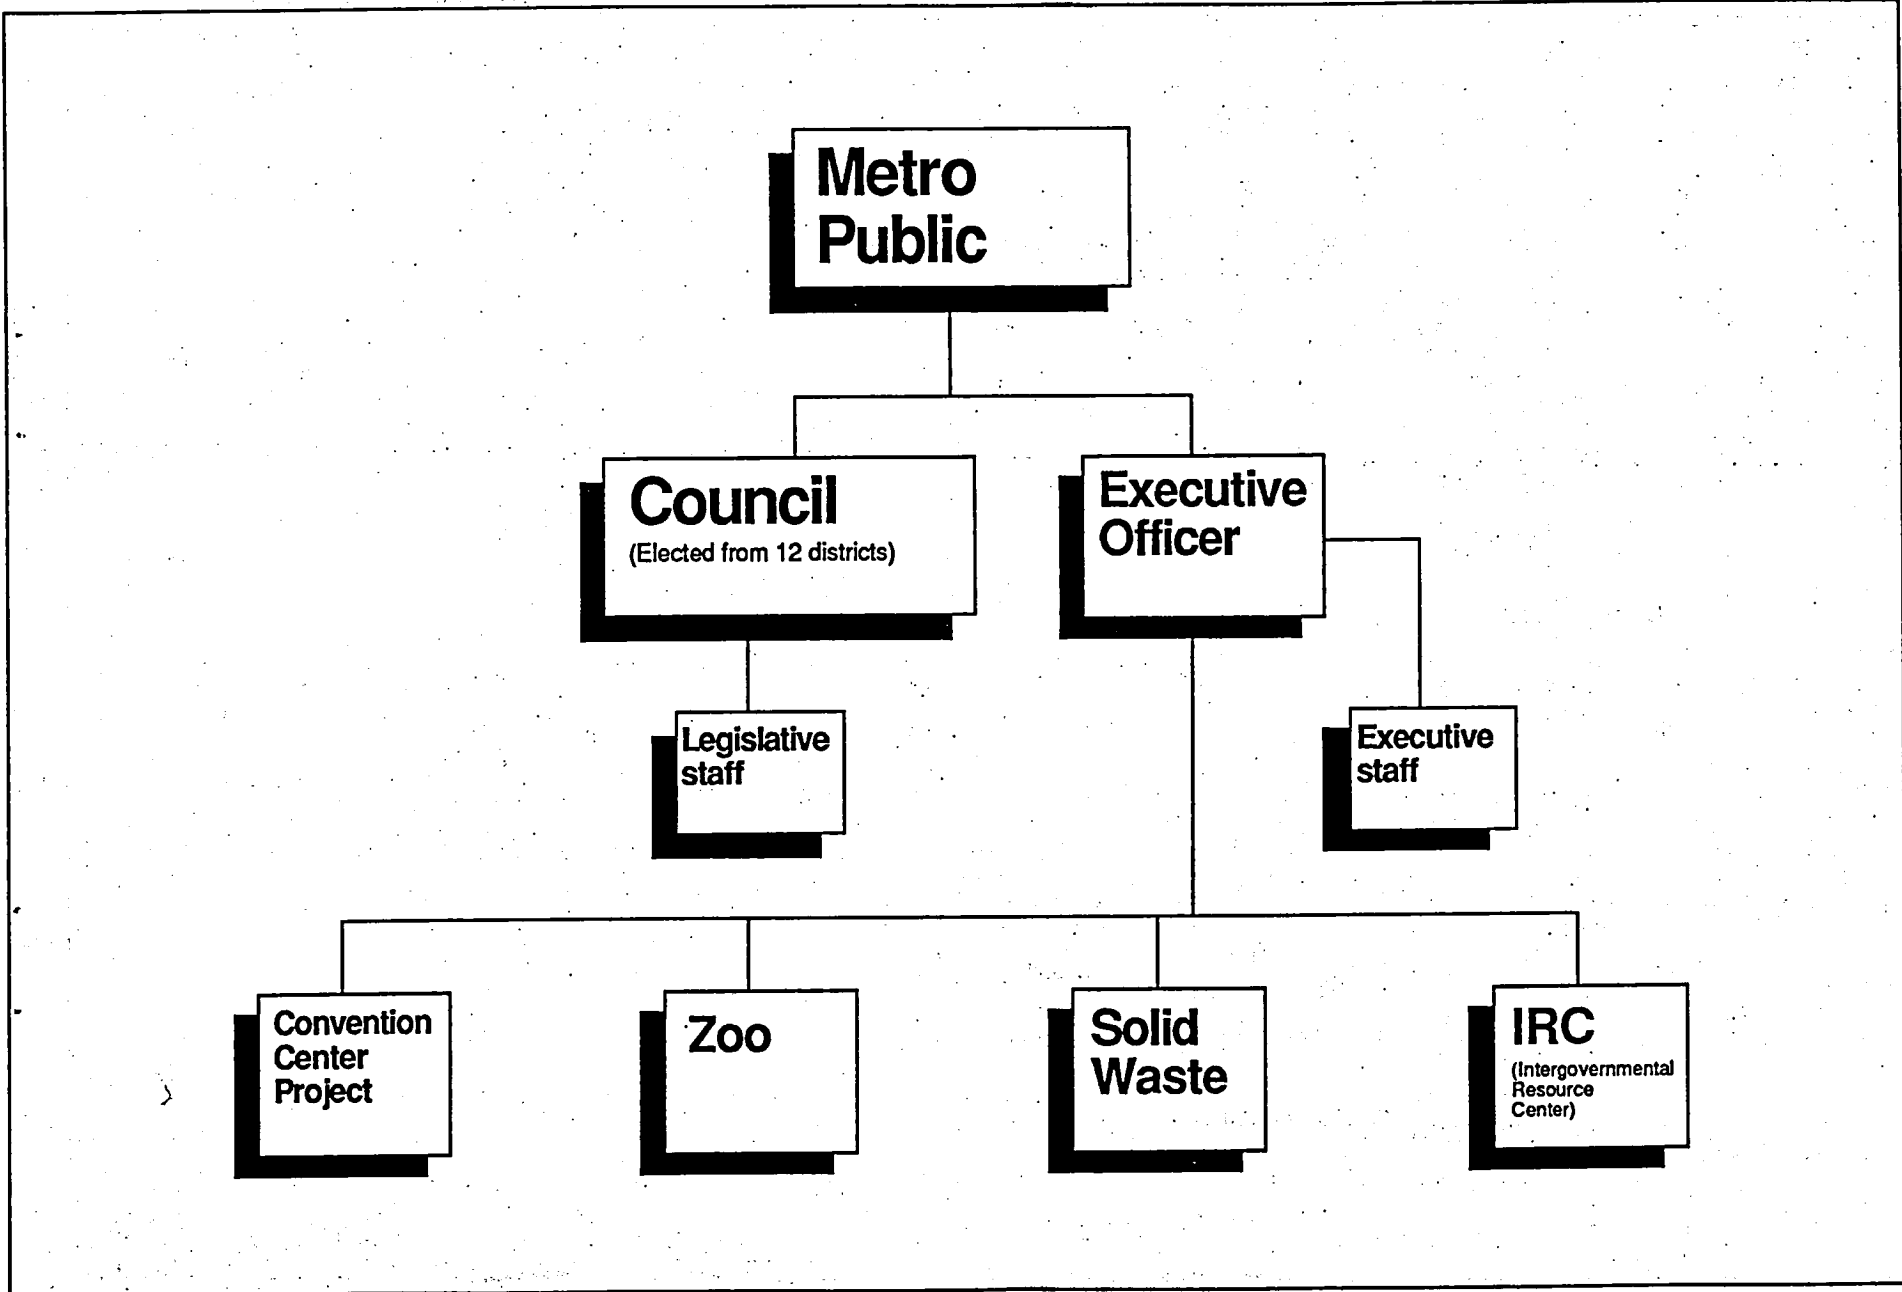 Metro
Public
Council
(Elected from 12 districts)
Executive
Officer
Legislative
staff
Executive
staff
Convention
Center
Project
Zoo
Solid
Waste
IRC
(Intergovernmental
Resource
Center)